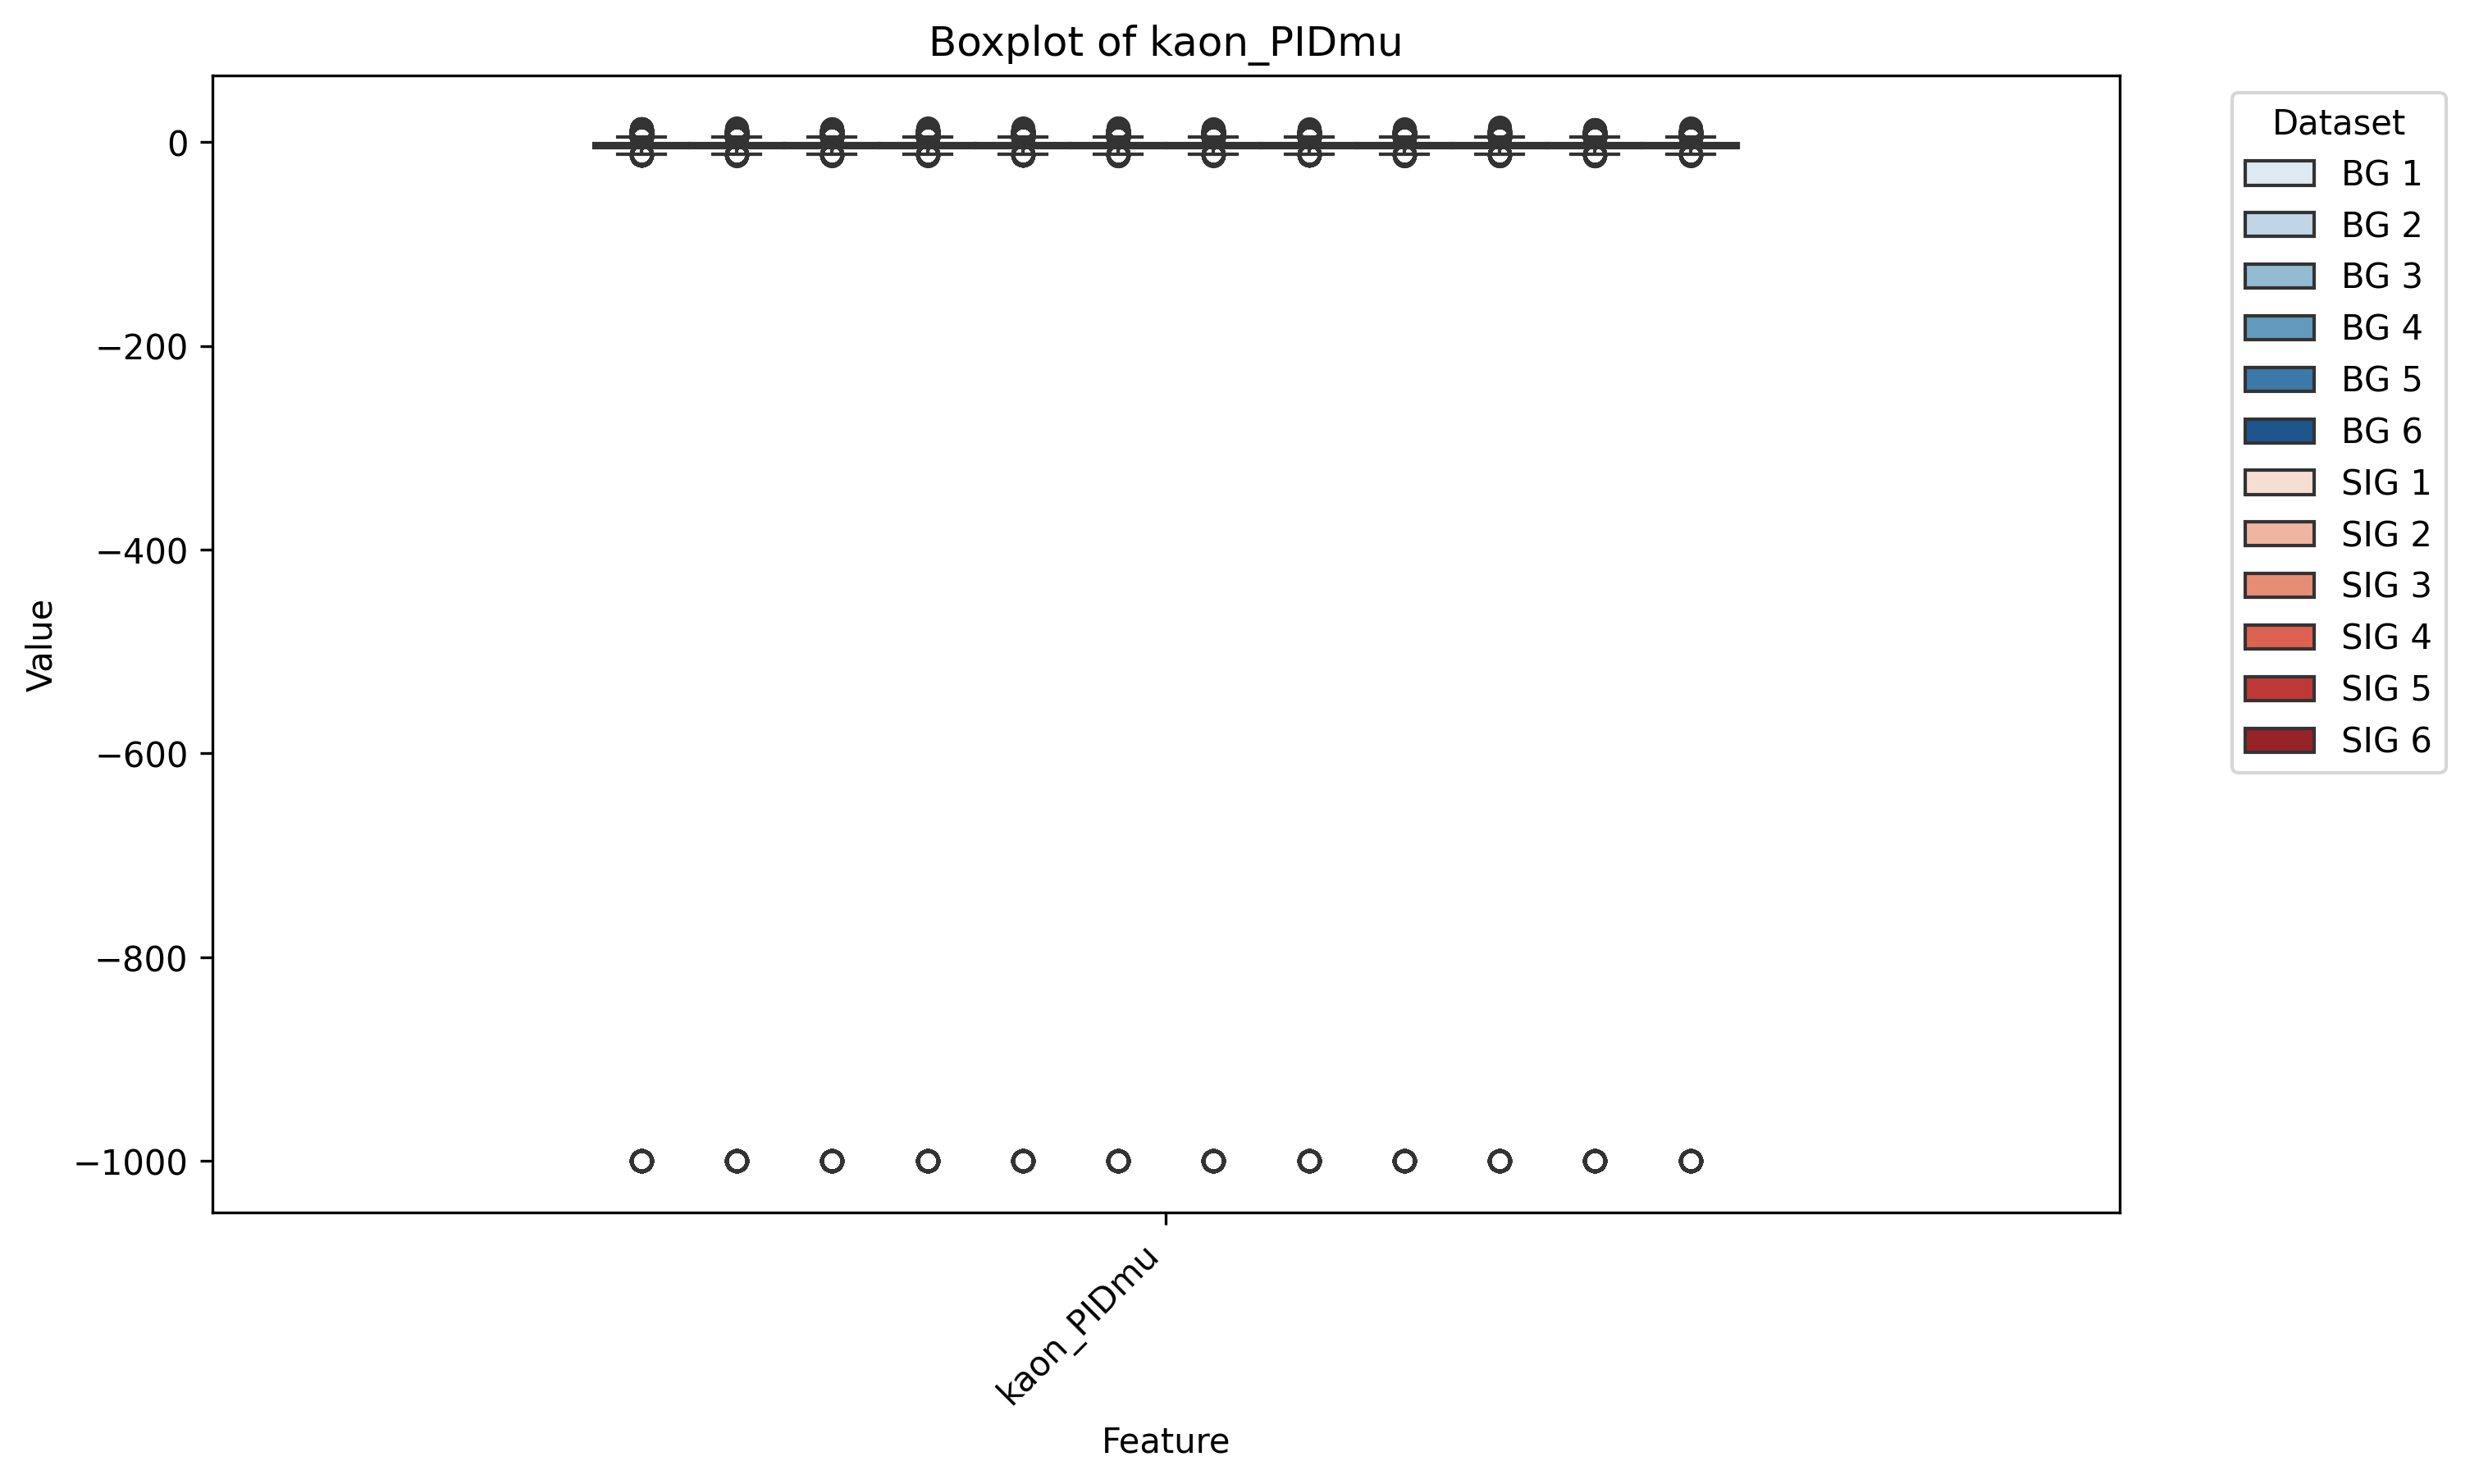 Boxplot of kaon_PIDmu
Value
0
−200
−400
−600
−800
−1000
kaon_PIDmu
Feature
Dataset
BG 1
BG 2
BG 3
BG 4
BG 5
BG 6
SIG 1
SIG 2
SIG 3
SIG 4
SIG 5
SIG 6